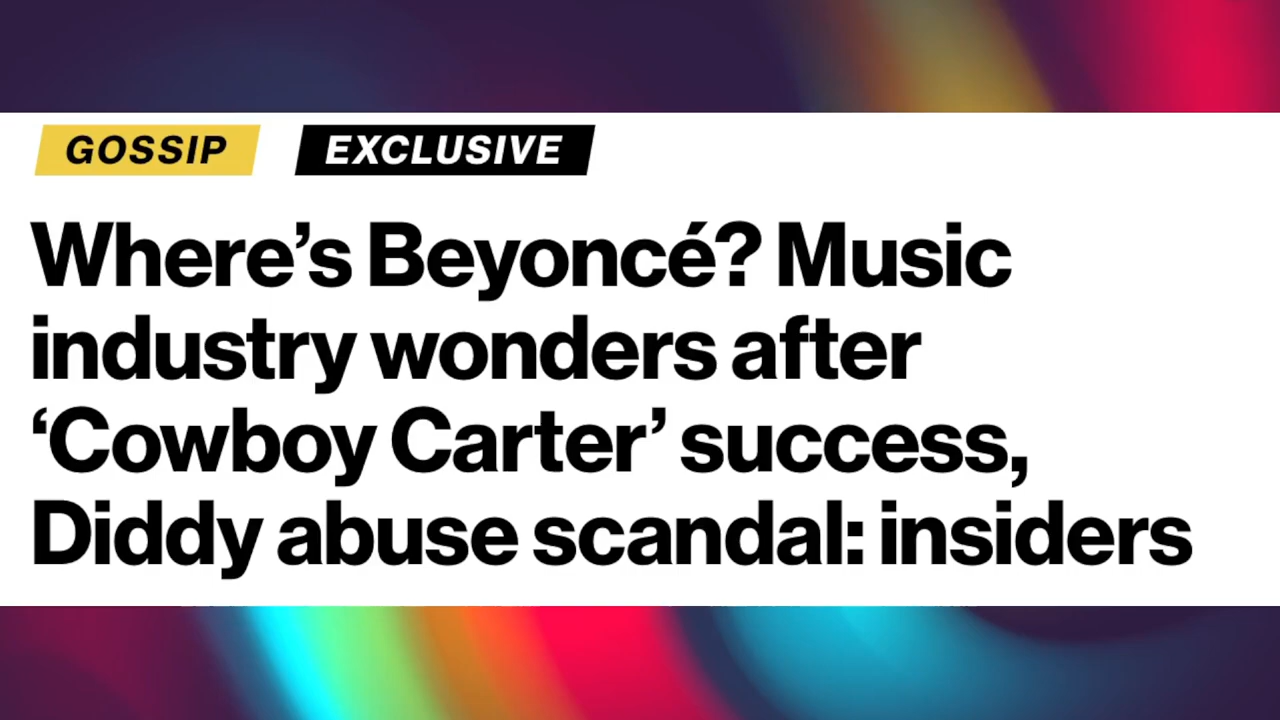 GOSSIP EXCLUSIVE
Where’s Beyoncé? Music
industry wonders after
‘Cowboy Carter’ success,
Diddy abuse scandal: insiders